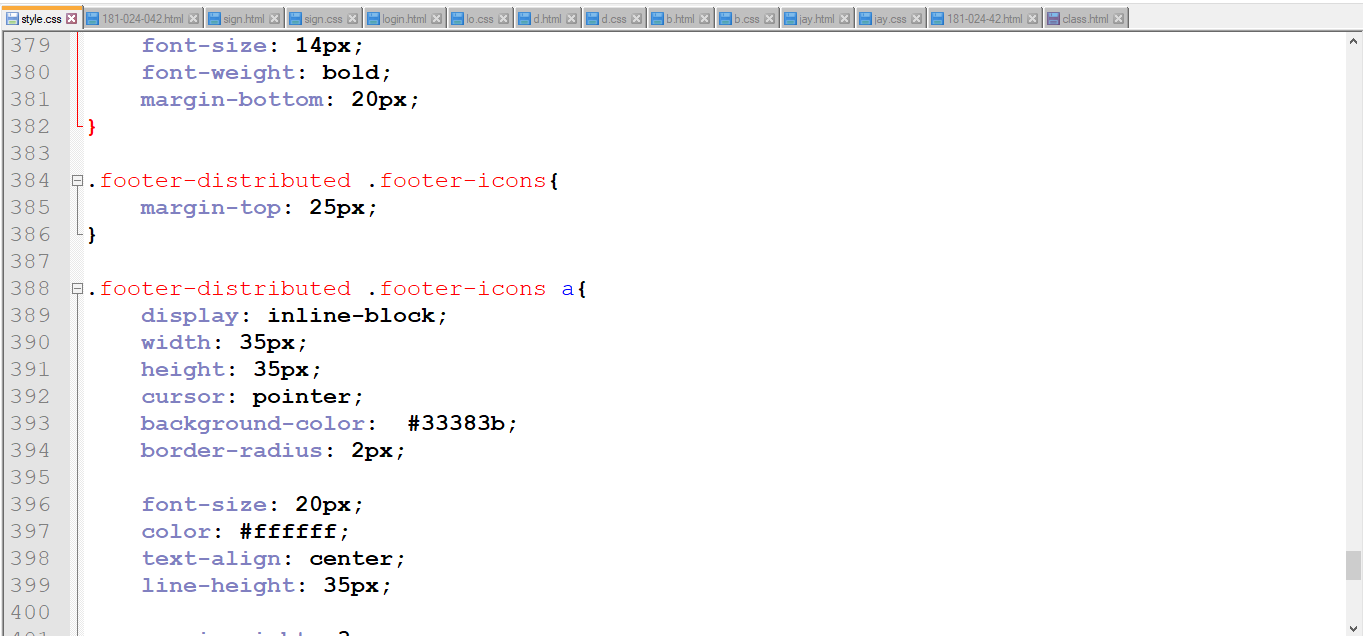 style.css 181-024-042.html sign.html sign.css login.html lo.css d.html d.css b.html b.css jay.html jay.css 181-024-42.html class.html
379 font-size: 14px;
380 font-weight: bold;
381 margin-bottom: 20px;
382 }
383
384 .footer-distributed .footer-icons{
385 margin-top: 25px;
386 }
387
388 .footer-distributed .footer-icons a{
389 display: inline-block;
390 width: 35px;
391 height: 35px;
392 cursor: pointer;
393 background-color:  #33383b;
394 border-radius: 2px;
395
396 font-size: 20px;
397 color: #ffffff;
398 text-align: center;
399 line-height: 35px;
400